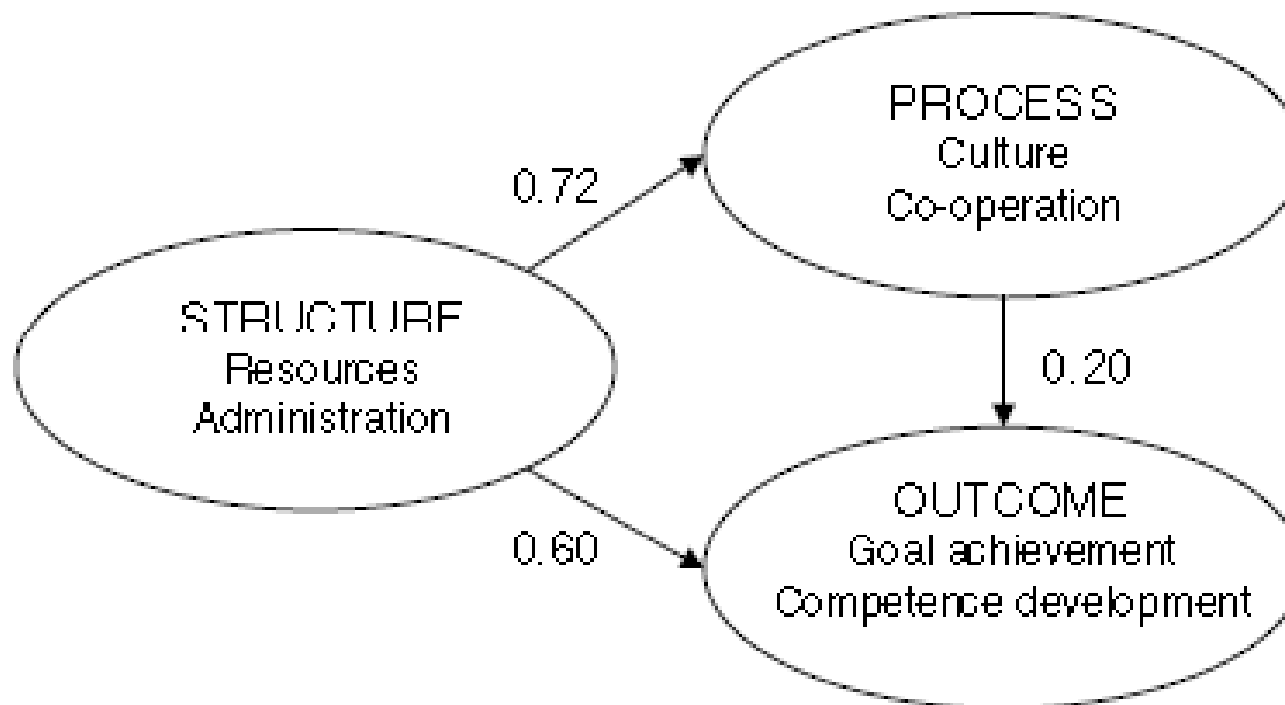 PROCESS
Culture
Co-operation
0.72
STRUCTURE
Resources
Administration
0.20
0.60
OUTCOME
Goal achievement
Competence development